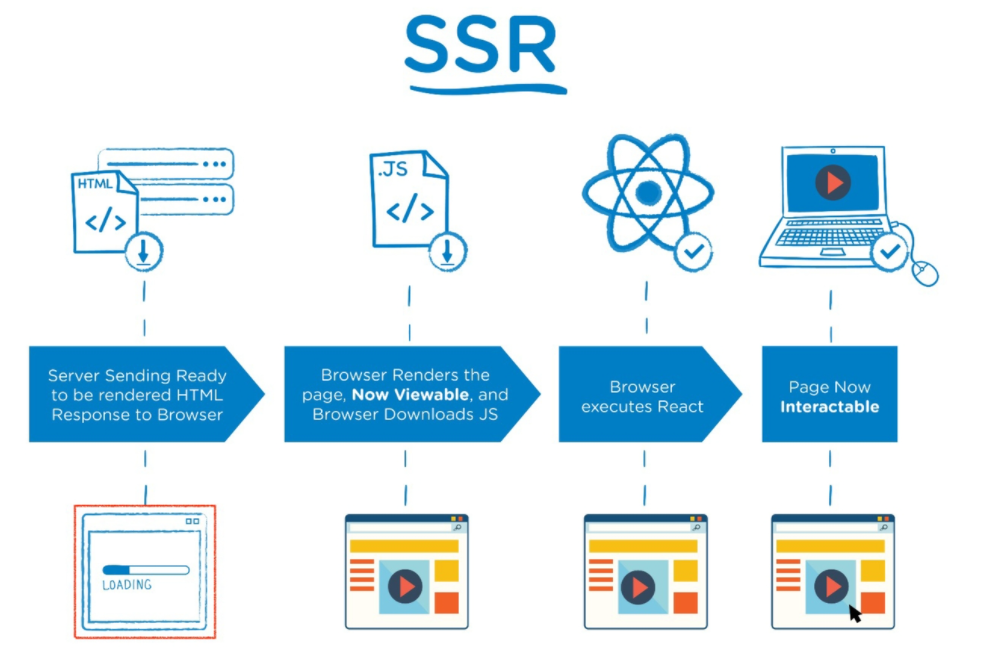 SSR
HTML
</>
.JS
</>
Server Sending Ready
to be rendered HTML
Response to Browser
Browser Renders the
page, Now Viewable, and
Browser Downloads JS
Browser
executes React
Page Now
Interactable
LOADING